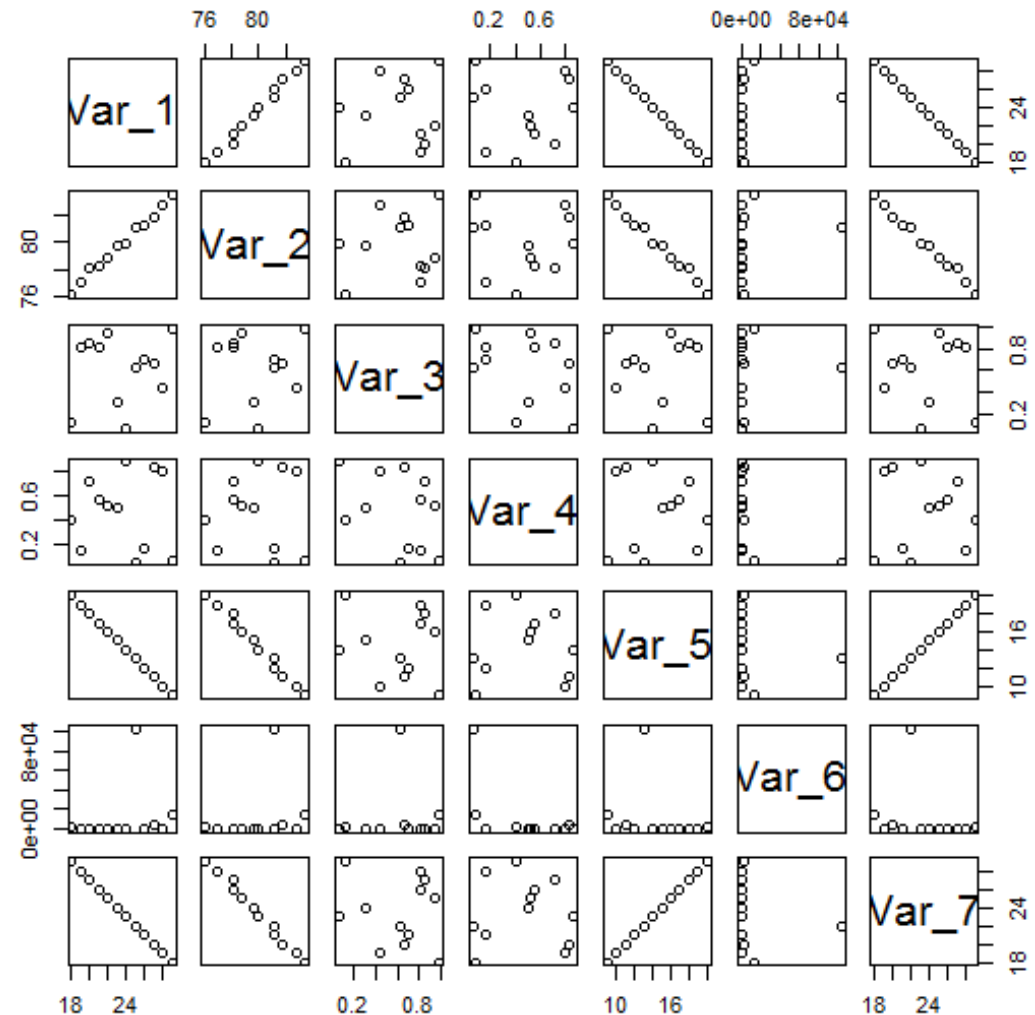 76 80 0.2 0.6 0e+00 8e+04
Var_1 18 24
76 80 Var_2
Var_3 0.2 0.8
0.2 0.6 Var_4
Var_5 10 16
0e+00 8e+04 Var_6
Var_7 18 24
18 24 0.2 0.8 10 16 18 24